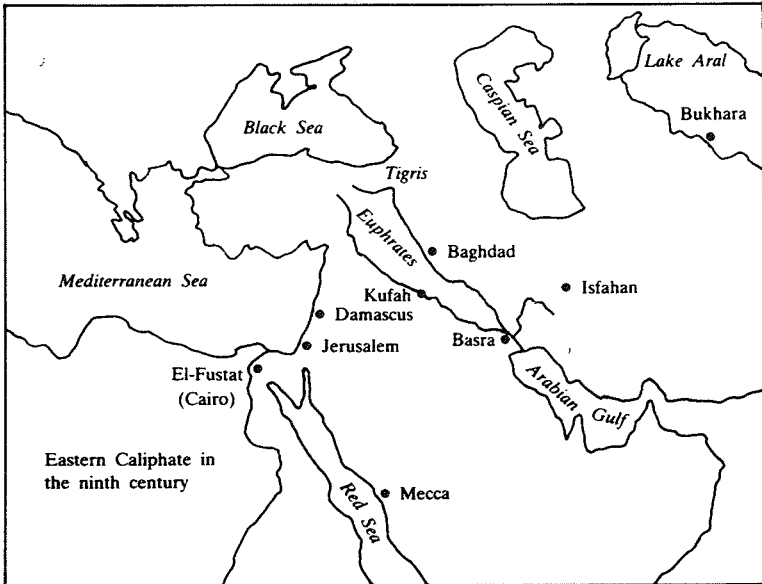 Lake Aral
Caspian Sea
Bukhara
Black Sea
Tigris
Euphrates
Baghdad
Mediterranean Sea
Isfahan
Kufah
Damascus
Basra
Jerusalem
El-Fustat
(Cairo)
Arabian Gulf
Eastern Caliphate in
the ninth century
Mecca
Red Sea